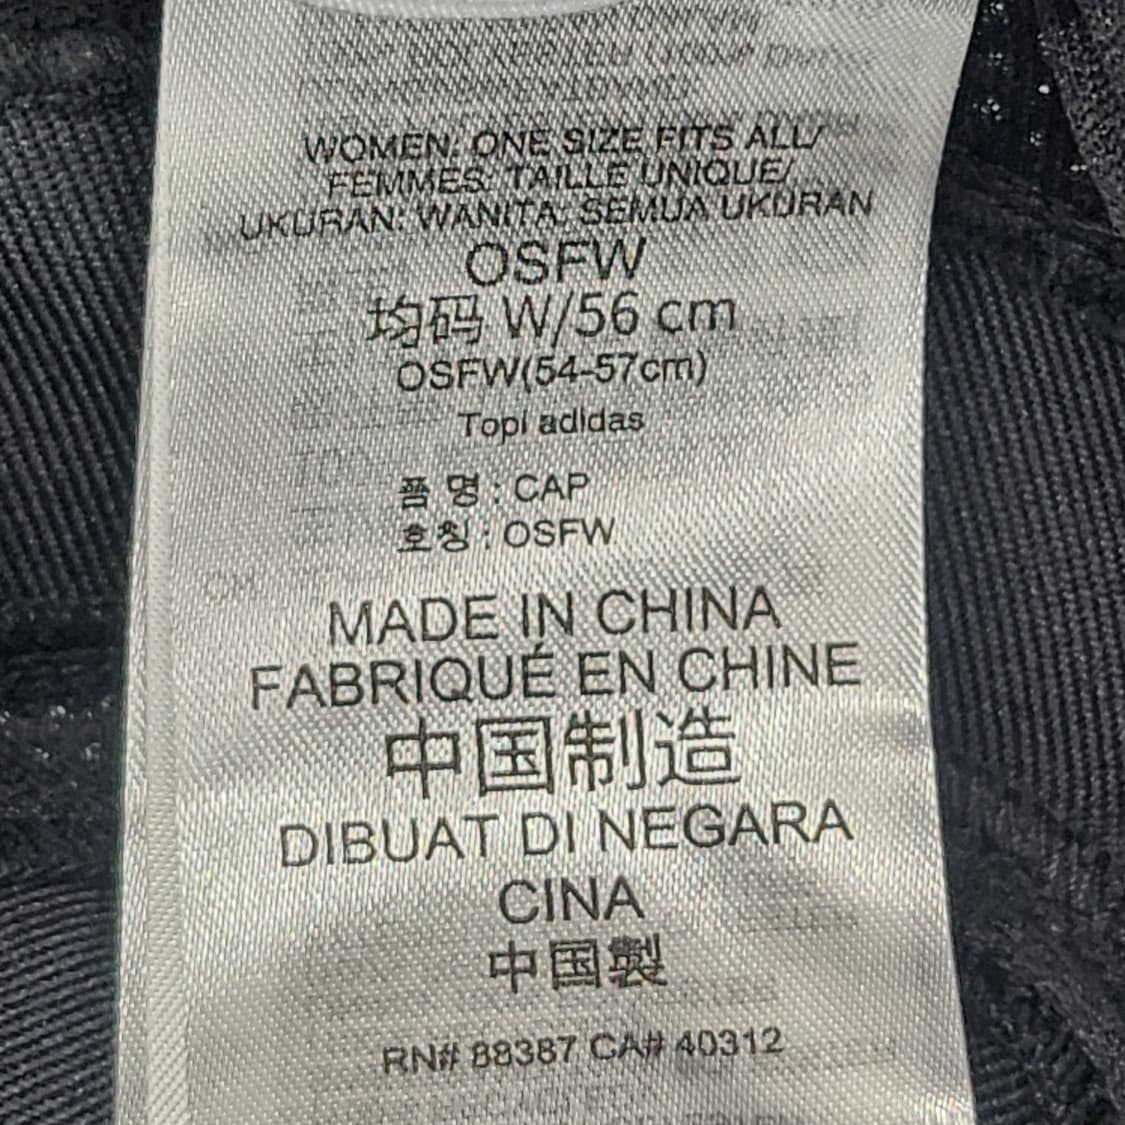 WOMEN: ONE SIZE FITS ALL/
FEMMES: TAILLE UNIQUE/
UKURAN: WANITA: SEMUA UKURAN
OSFW
均码 W/56 cm
OSFW(54-57cm)
Topi adidas
품 명 : CAP
호칭 : OSFW
MADE IN CHINA
FABRIQUÉ EN CHINE
中国制造
DIBUAT DI NEGARA
CINA
中国製
RN# 88387 CA# 40312